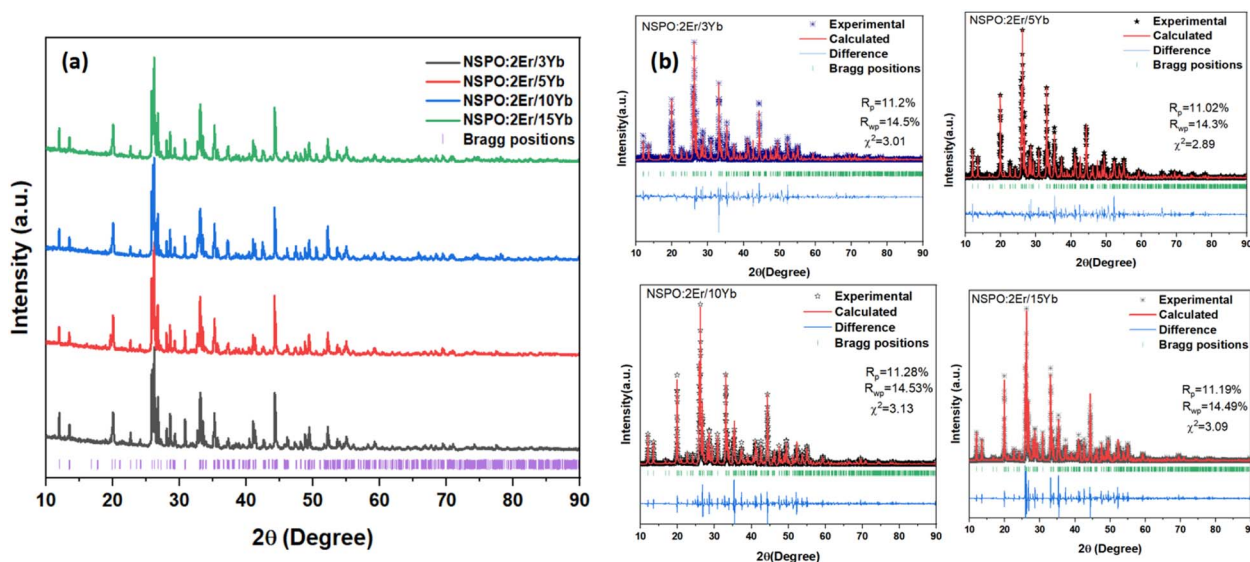 (a)
NSPO:2Er/3Yb
NSPO:2Er/5Yb
NSPO:2Er/10Yb
NSPO:2Er/15Yb
Bragg positions
Intensity (a.u.)
10 20 30 40 50 60 70 80 90
2θ (Degree)
(b)
NSPO:2Er/3Yb
Experimental
Calculated
Difference
Bragg positions
Rp=11.2%
Rwp=14.5%
χ²=3.01
Intensity(a.u.)
10 20 30 40 50 60 70 80 90
2θ(Degree)
NSPO:2Er/5Yb
Experimental
Calculated
Difference
Bragg positions
Rp=11.02%
Rwp=14.3%
χ²=2.89
Intensity(a.u.)
10 20 30 40 50 60 70 80 90
2θ(Degree)
NSPO:2Er/10Yb
Experimental
Calculated
Difference
Bragg positions
Rp=11.28%
Rwp=14.53%
χ²=3.13
Intensity(a.u.)
10 20 30 40 50 60 70 80 90
2θ(Degree)
NSPO:2Er/15Yb
Experimental
Calculated
Difference
Bragg positions
Rp=11.19%
Rwp=14.49%
χ²=3.09
Intensity(a.u.)
10 20 30 40 50 60 70 80 90
2θ(Degree)